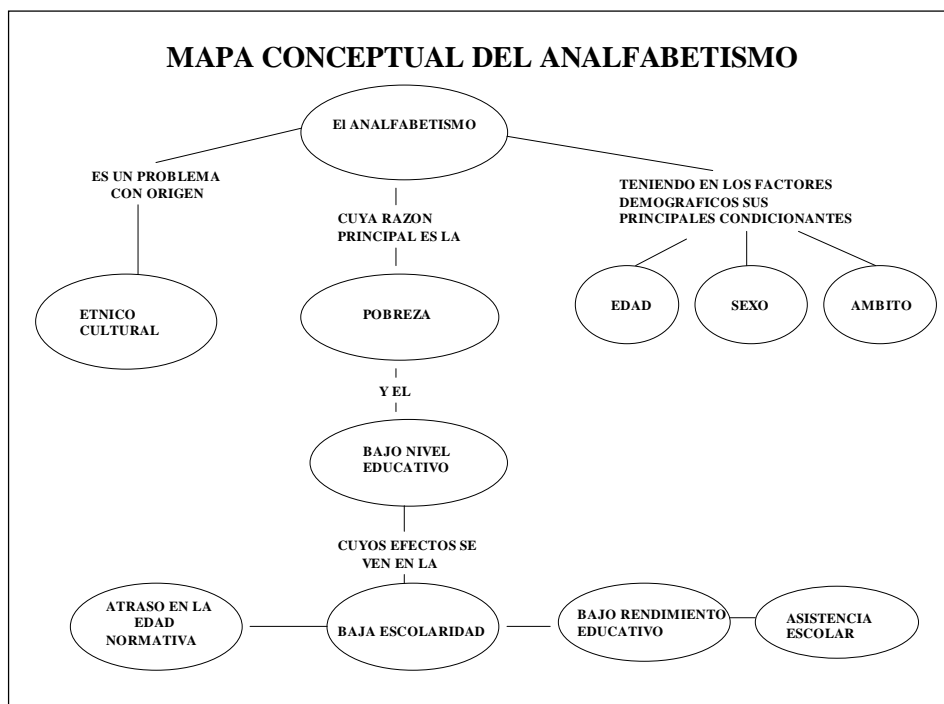 MAPA CONCEPTUAL DEL ANALFABETISMO
El ANALFABETISMO
ES UN PROBLEMA
CON ORIGEN
CUYA RAZON
PRINCIPAL ES LA
TENIENDO EN LOS FACTORES
DEMOGRAFICOS SUS
PRINCIPALES CONDICIONANTES
ETNICO
CULTURAL
POBREZA
EDAD
SEXO
AMBITO
Y EL
BAJO NIVEL
EDUCATIVO
CUYOS EFECTOS SE
VEN EN LA
ATRASO EN LA
EDAD
NORMATIVA
BAJA ESCOLARIDAD
BAJO RENDIMIENTO
EDUCATIVO
ASISTENCIA
ESCOLAR